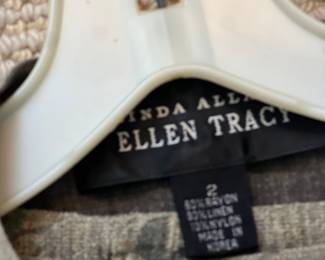 INDA ALLA
ELLEN TRACY
2
60% RAYON
30% LINEN
10% NYLON
MADE IN
KOREA